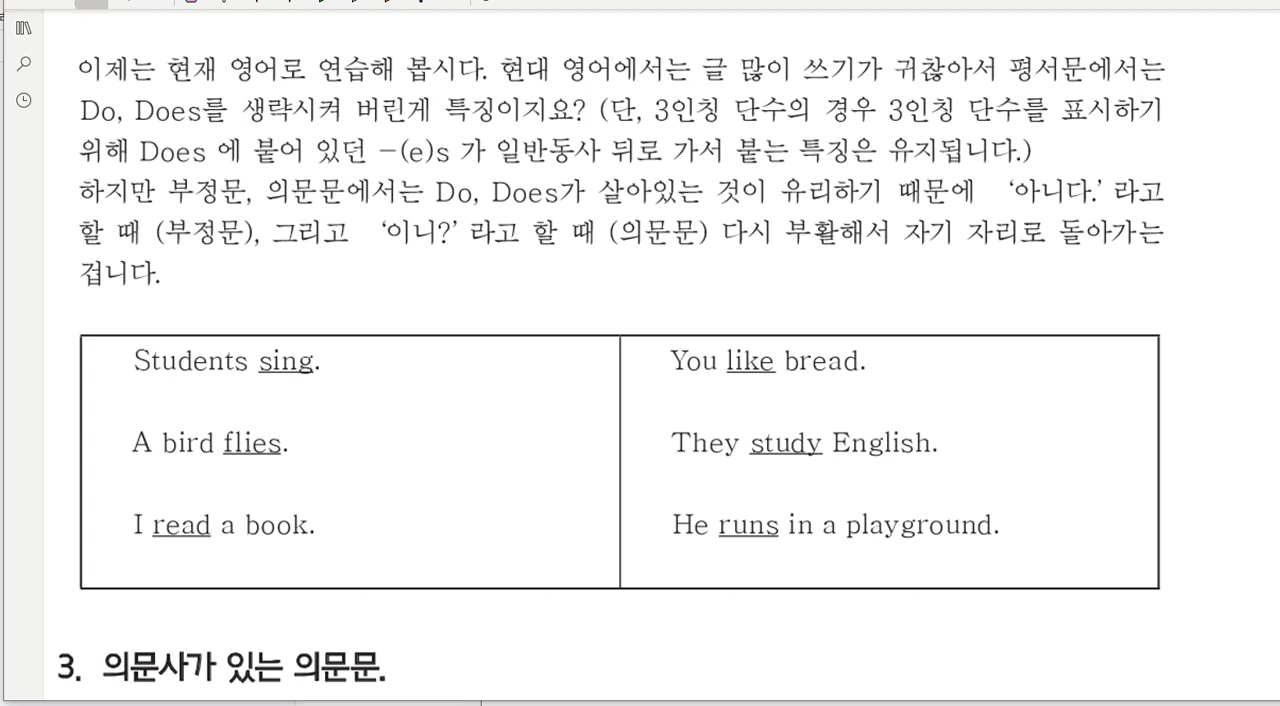 이제는 현재 영어로 연습해 봅시다. 현대 영어에서는 글 많이 쓰기가 귀찮아서 평서문에서는
Do, Does를 생략시켜 버린게 특징이지요? (단, 3인칭 단수의 경우 3인칭 단수를 표시하기
위해 Does 에 붙어 있던 -(e)s 가 일반동사 뒤로 가서 붙는 특징은 유지됩니다.)
하지만 부정문, 의문문에서는 Do, Does가 살아있는 것이 유리하기 때문에 ‘아니다.’ 라고
할 때 (부정문), 그리고 ‘이니?’ 라고 할 때 (의문문) 다시 부활해서 자기 자리로 돌아가는
겁니다.
Students sing.
You like bread.
A bird flies.
They study English.
I read a book.
He runs in a playground.
3. 의문사가 있는 의문문.